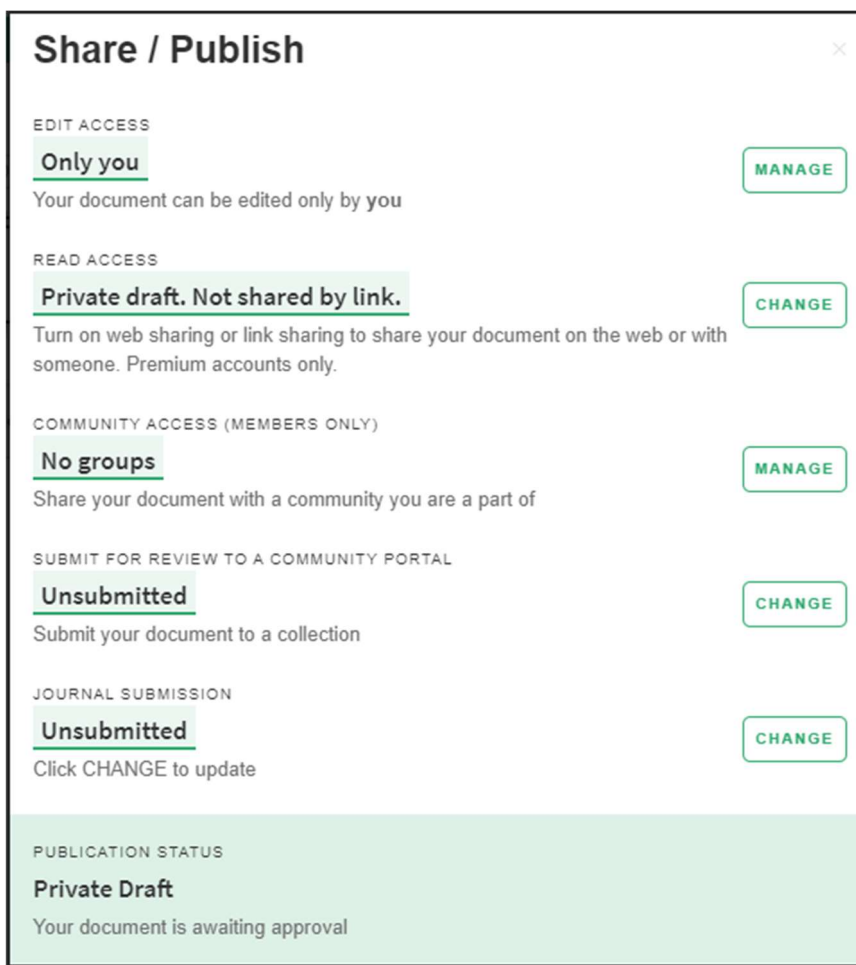 Share / Publish
×
EDIT ACCESS
Only you
MANAGE
Your document can be edited only by you
READ ACCESS
Private draft. Not shared by link.
CHANGE
Turn on web sharing or link sharing to share your document on the web or with
someone. Premium accounts only.
COMMUNITY ACCESS (MEMBERS ONLY)
No groups
MANAGE
Share your document with a community you are a part of
SUBMIT FOR REVIEW TO A COMMUNITY PORTAL
Unsubmitted
CHANGE
Submit your document to a collection
JOURNAL SUBMISSION
Unsubmitted
CHANGE
Click CHANGE to update
PUBLICATION STATUS
Private Draft
Your document is awaiting approval